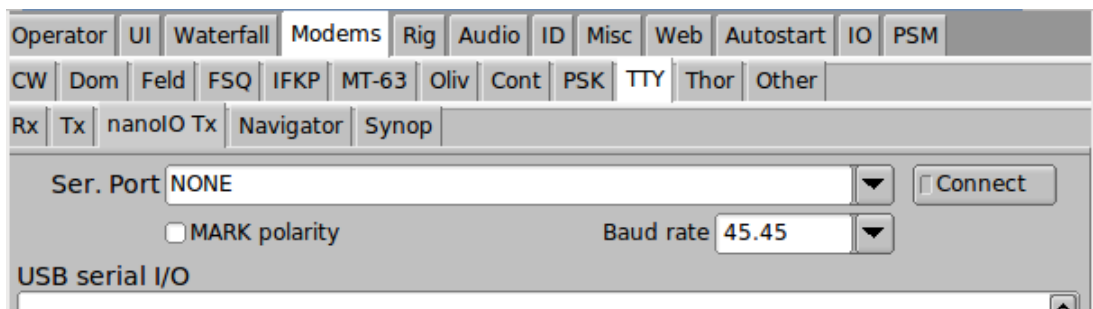 Operator UI Waterfall Modems Rig Audio ID Misc Web Autostart IO PSM
CW Dom Feld FSQ IFKP MT-63 Oliv Cont PSK TTY Thor Other
Rx Tx nanoIO Tx Navigator Synop
Ser. Port NONE Connect
MARK polarity Baud rate 45.45
USB serial I/O